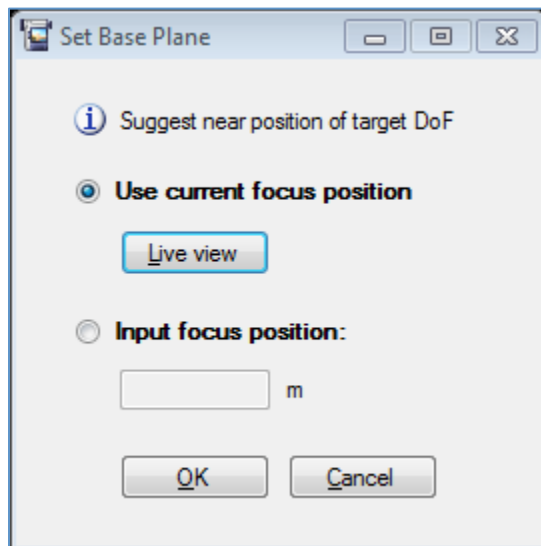 Set Base Plane
Suggest near position of target DoF
Use current focus position
Live view
Input focus position:
m
OK
Cancel